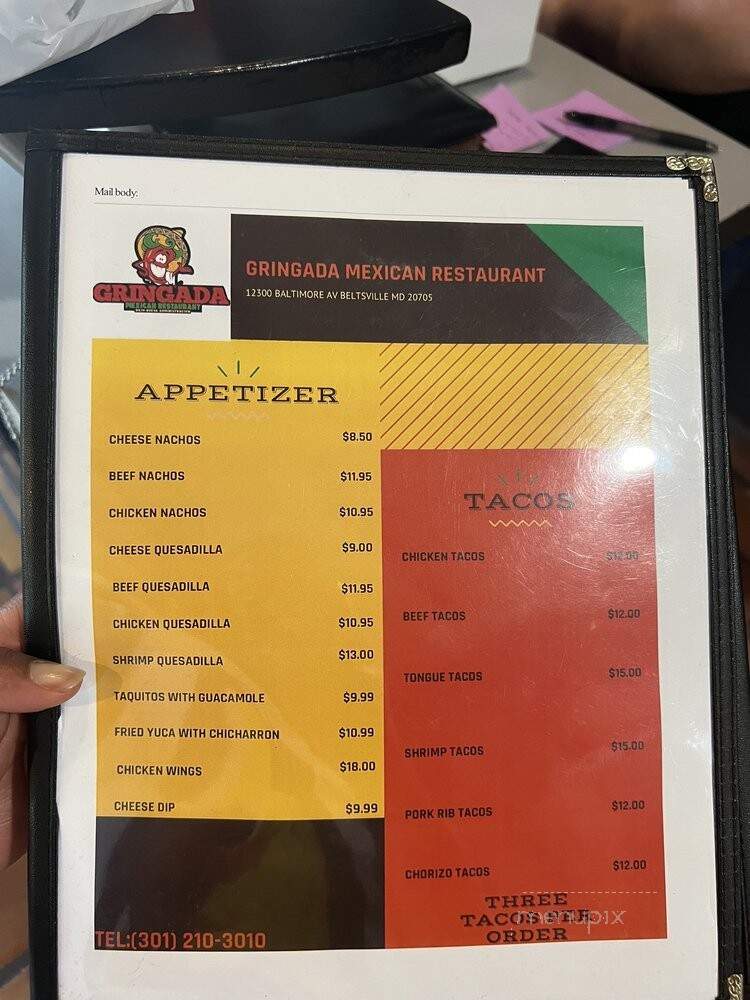 Mail body:
GRINGADA
MEXICAN RESTAURANT
GRINGADA MEXICAN RESTAURANT
12300 BALTIMORE AV BELTSVILLE MD 20705
APPETIZER
CHEESE NACHOS $8.50
BEEF NACHOS $11.95
CHICKEN NACHOS $10.95
CHEESE QUESADILLA $9.00
BEEF QUESADILLA $11.95
CHICKEN QUESADILLA $10.95
SHRIMP QUESADILLA $13.00
TAQUITOS WITH GUACAMOLE $9.99
FRIED YUCA WITH CHICHARRON $10.99
CHICKEN WINGS $18.00
CHEESE DIP $9.99
TEL:(301) 210-3010
TACOS
CHICKEN TACOS $12.00
BEEF TACOS $12.00
TONGUE TACOS $15.00
SHRIMP TACOS $15.00
PORK RIB TACOS $12.00
CHORIZO TACOS $12.00
THREE
TACOS PER
ORDER
menupix